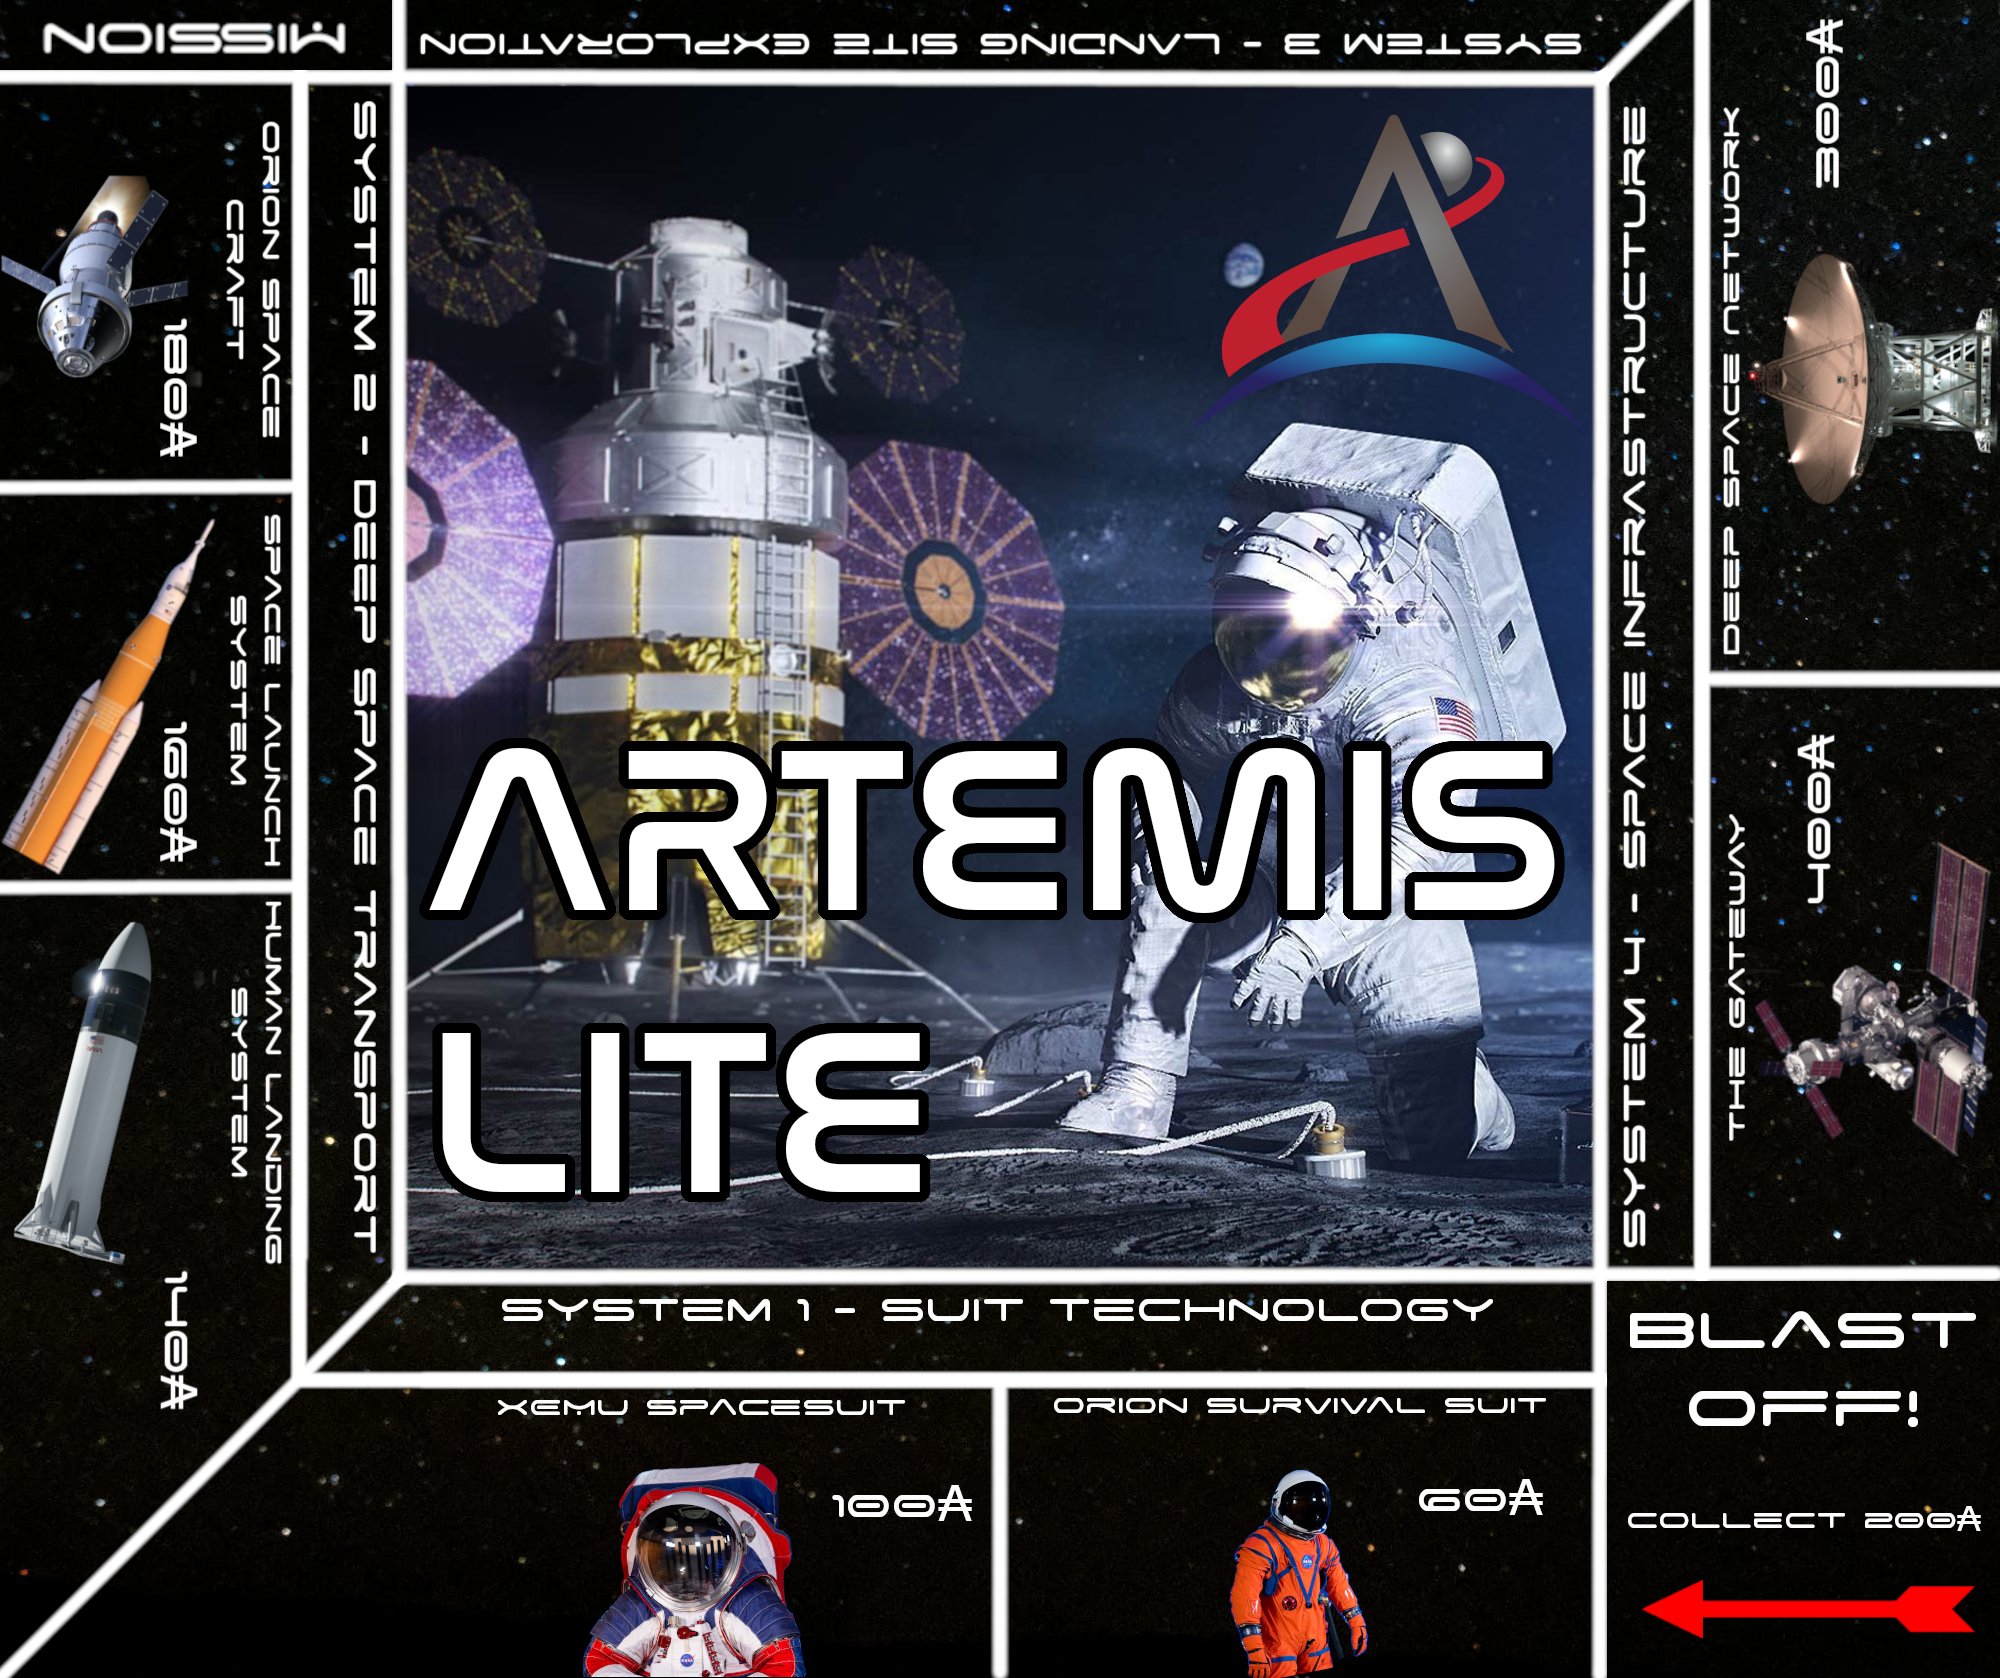 MISSION
SYSTEM 3 - LANDING SITE EXPLORATION
ORION SPACE
CRAFT
180₳
SPACE LAUNCH
SYSTEM
160₳
HUMAN LANDING
SYSTEM
140₳
SYSTEM 2 - DEEP SPACE TRANSPORT
ARTEMIS
LITE
SYSTEM 4 - SPACE INFRASTRUCTURE
DEEP SPACE NETWORK
300₳
THE GATEWAY
400₳
SYSTEM 1 - SUIT TECHNOLOGY
XEMU SPACESUIT
100₳
ORION SURVIVAL SUIT
60₳
BLAST
OFF!
COLLECT 200₳